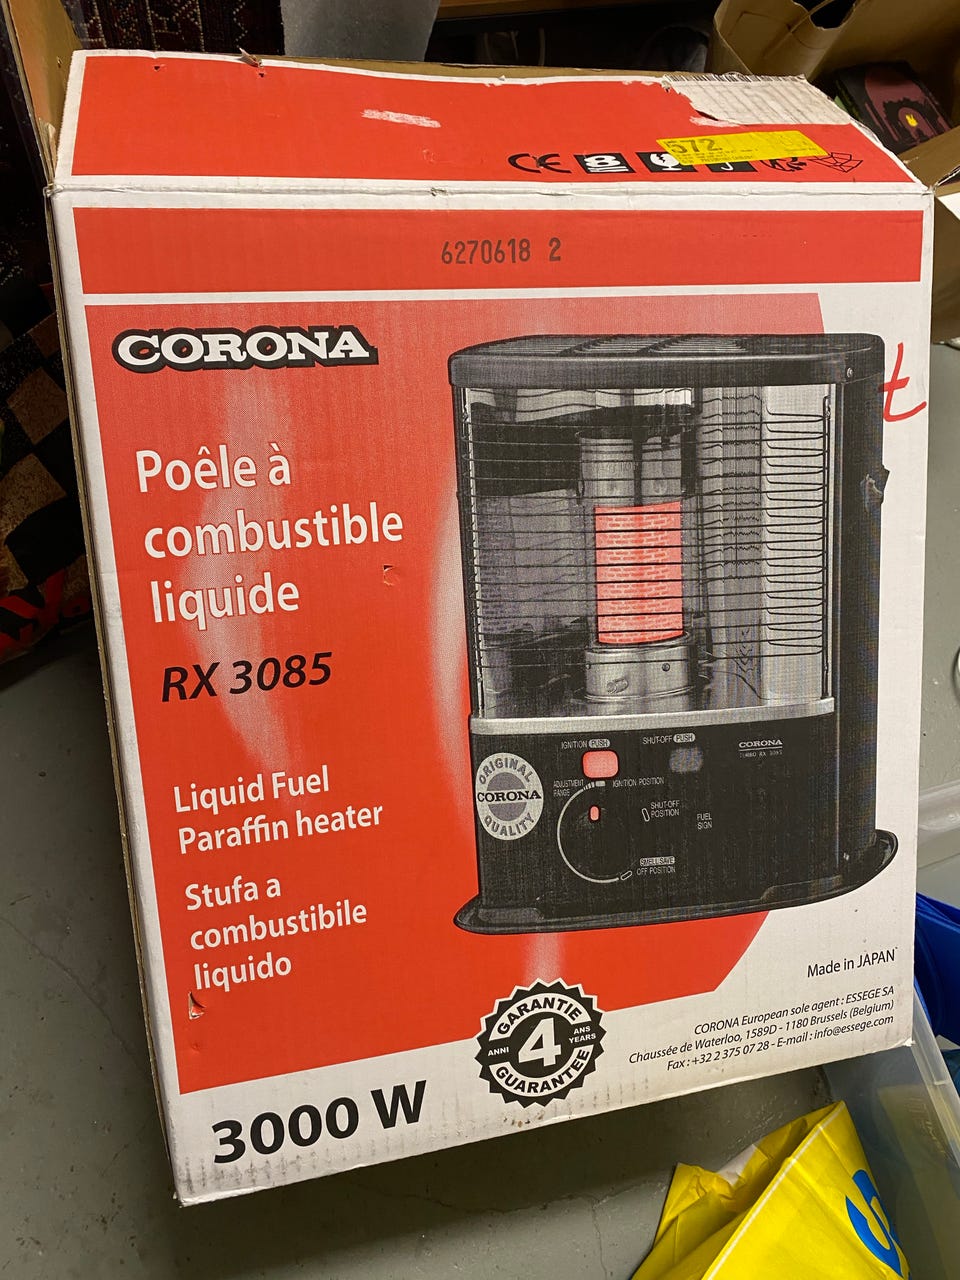 572
CE
6270618 2
CORONA
Poêle à
combustible
liquide
RX 3085
Liquid Fuel
Paraffin heater
Stufa a
combustibile
liquido
IGNITION PUSH
SHUT-OFF PUSH
CORONA
ADJUSTMENT
RANGE
IGNITION POSITION
SHUT-OFF
POSITION
FUEL
SIGN
OFF POSITION
ORIGINAL
CORONA
QUALITY
Made in JAPAN
GARANTIE
ANNI
4
ANS
YEARS
GUARANTEE
CORONA European sole agent : ESSEGE SA
Chaussée de Waterloo, 1589D - 1180 Brussels (Belgium)
Fax : +32 2 375 07 28 - E-mail : info@essege.com
3000 W
t